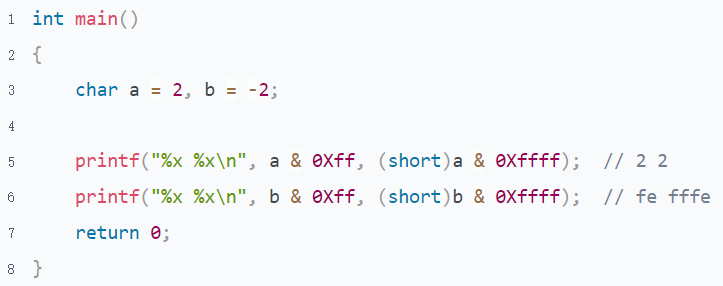 1 int main()
2 {
3     char a = 2, b = -2;
4
5     printf("%x %x\n", a & 0Xff, (short)a & 0Xffff);  // 2 2
6     printf("%x %x\n", b & 0Xff, (short)b & 0Xffff);  // fe fffe
7     return 0;
8 }